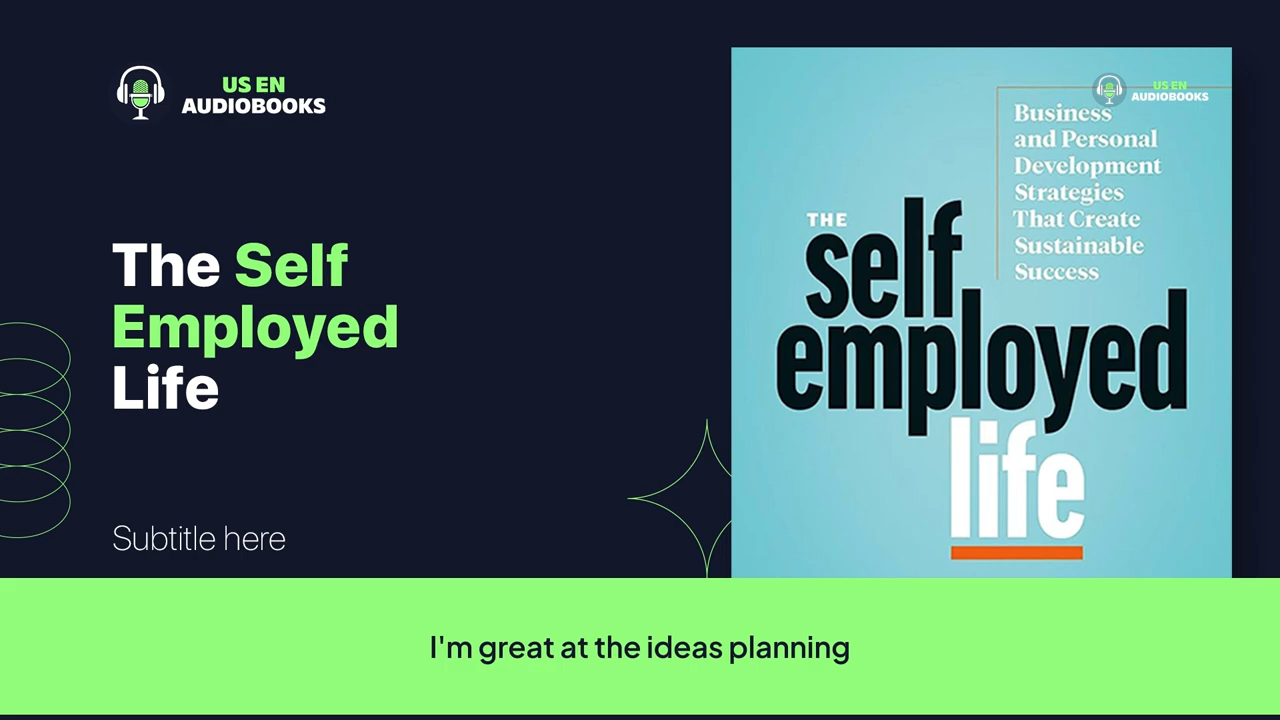 US EN
AUDIOBOOKS
The Self
Employed
Life
Subtitle here
US EN
AUDIOBOOKS
Business
and Personal
Development
Strategies
That Create
Sustainable
Success
THE
self
employed
life
I'm great at the ideas planning